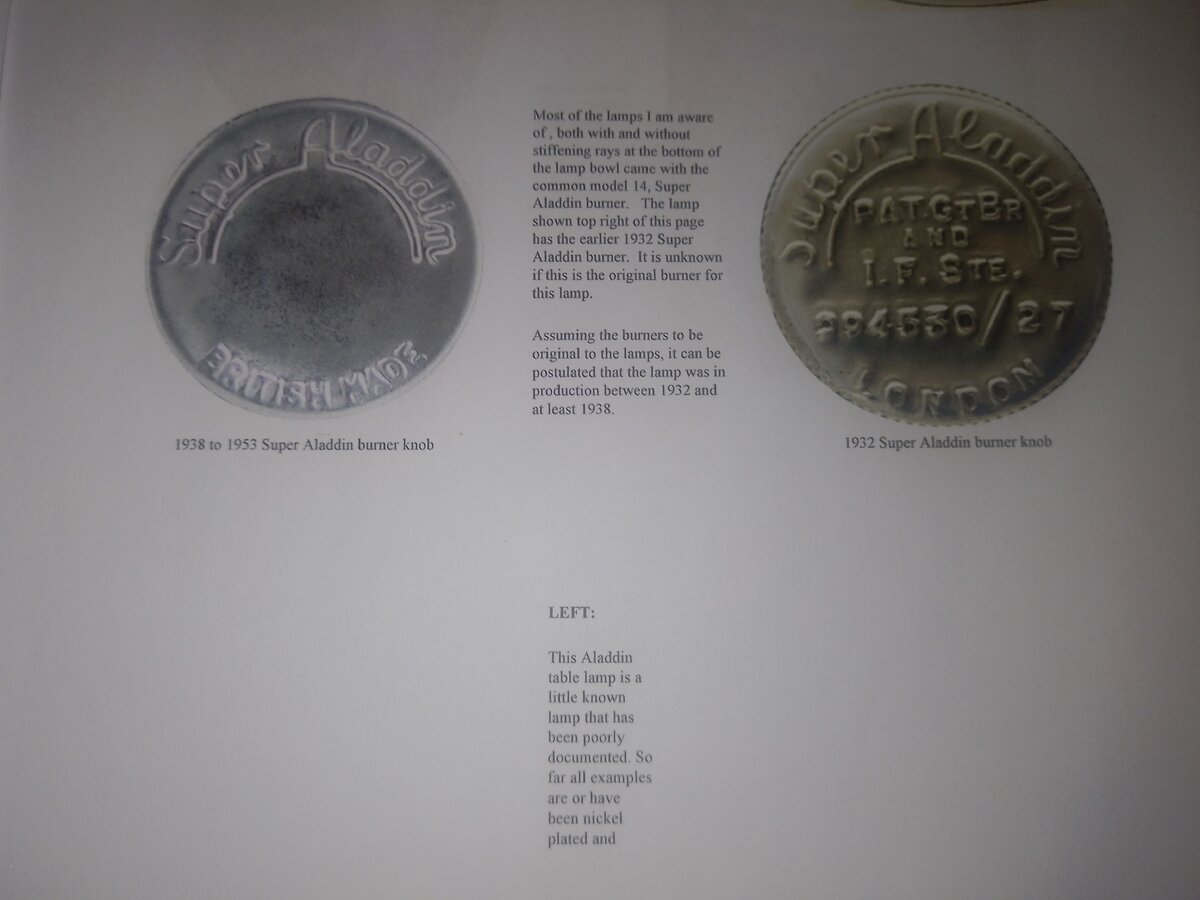 Super Aladdin
BRITISH MADE
1938 to 1953 Super Aladdin burner knob
Most of the lamps I am aware
of , both with and without
stiffening rays at the bottom of
the lamp bowl came with the
common model 14, Super
Aladdin burner. The lamp
shown top right of this page
has the earlier 1932 Super
Aladdin burner. It is unknown
if this is the original burner for
this lamp.
Assuming the burners to be
original to the lamps, it can be
postulated that the lamp was in
production between 1932 and
at least 1938.
Super Aladdin
PAT.GTBR
AND
I.F. STE.
294530/27
LONDON
1932 Super Aladdin burner knob
LEFT:
This Aladdin
table lamp is a
little known
lamp that has
been poorly
documented. So
far all examples
are or have
been nickel
plated and